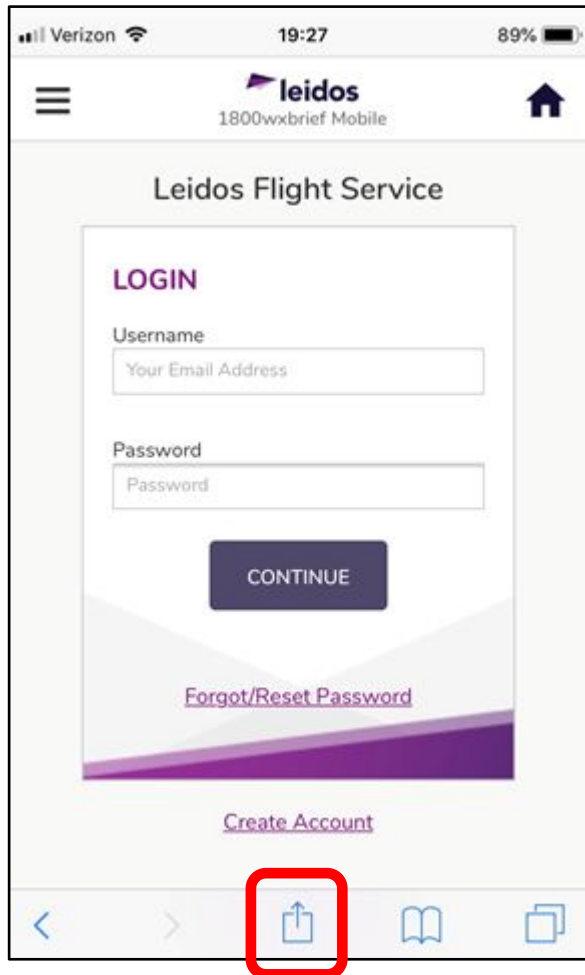 Verizon 19:27 89%
leidos
1800wxbrief Mobile
Leidos Flight Service
LOGIN
Username
Your Email Address
Password
Password
CONTINUE
Forgot/Reset Password
Create Account